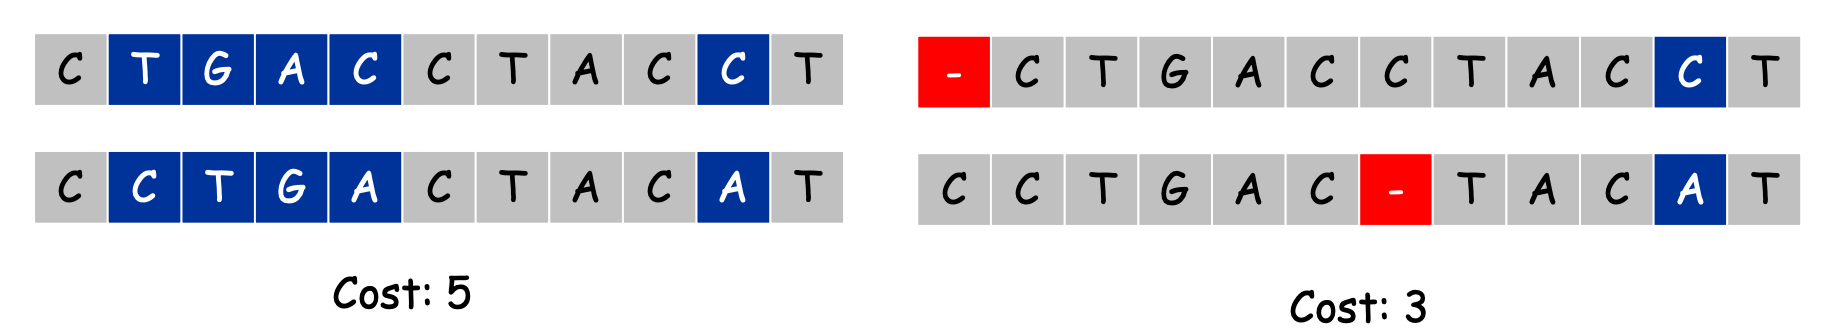 C T G A C C T A C C T
C C T G A C T A C A T
Cost: 5
- C T G A C C T A C C T
C C T G A C - T A C A T
Cost: 3